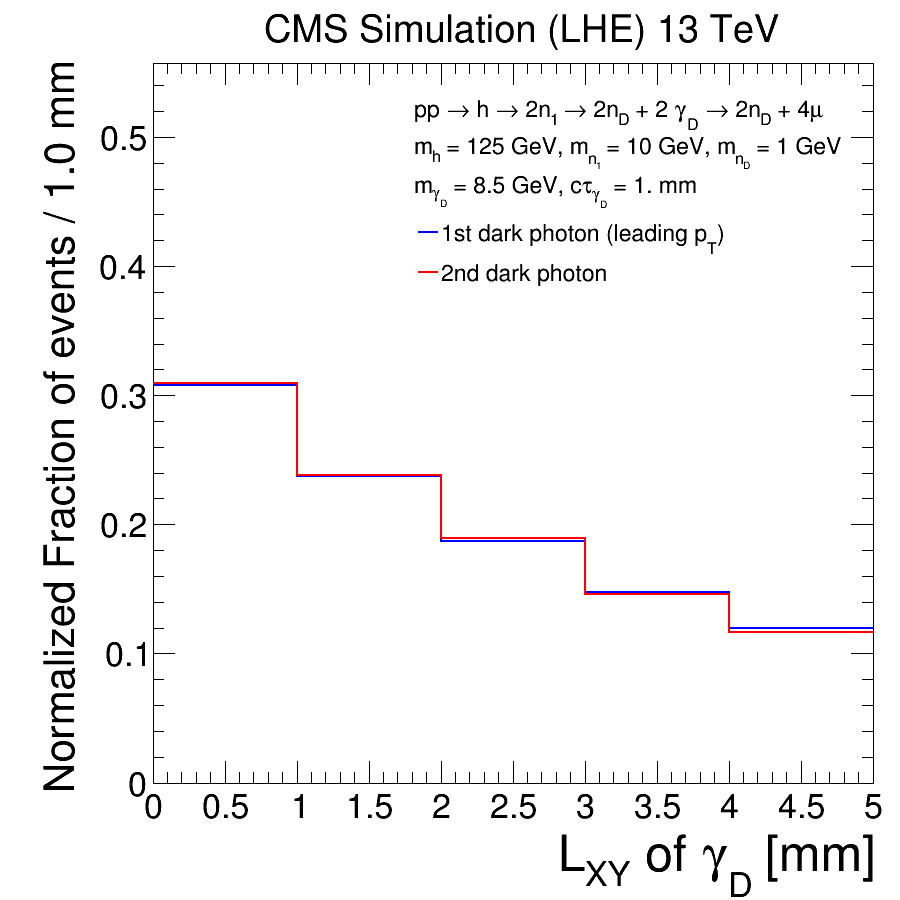 CMS Simulation (LHE) 13 TeV
Normalized Fraction of events / 1.0 mm
pp → h → 2n1 → 2nD + 2 γD → 2nD + 4μ
mh = 125 GeV, mn1 = 10 GeV, mnD = 1 GeV
mγD = 8.5 GeV, cτγD = 1. mm
1st dark photon (leading pT)
2nd dark photon
0.5
0.4
0.3
0.2
0.1
0
0 0.5 1 1.5 2 2.5 3 3.5 4 4.5 5
LXY of γD [mm]